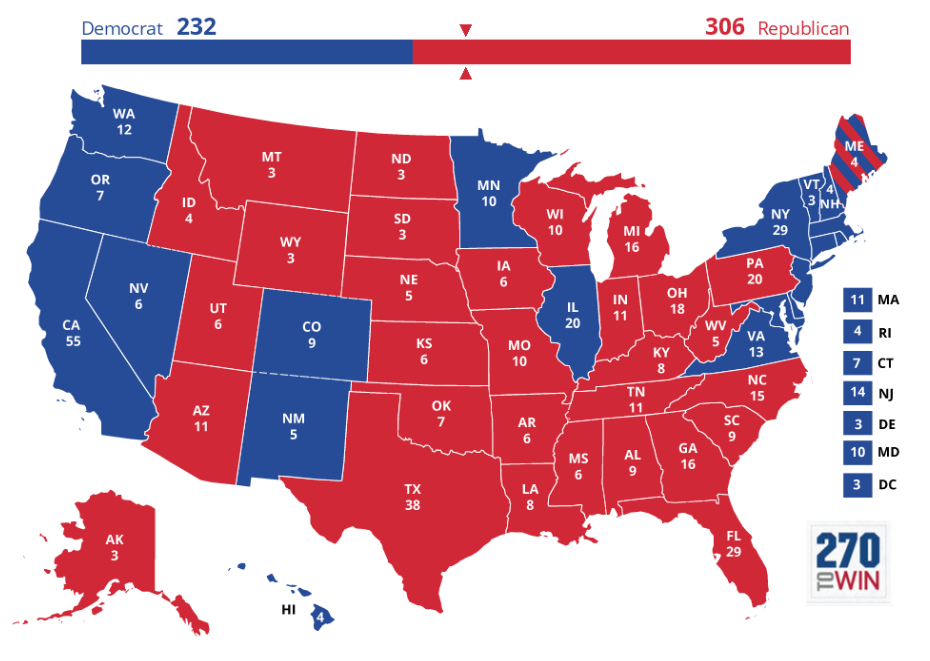 Democrat 232
306 Republican
WA
12
OR
7
CA
55
NV
6
ID
4
MT
3
WY
3
UT
6
AZ
11
CO
9
NM
5
ND
3
SD
3
NE
5
KS
6
OK
7
TX
38
MN
10
IA
6
MO
10
AR
6
LA
8
WI
10
IL
20
MI
16
IN
11
OH
18
KY
8
TN
11
MS
6
AL
9
GA
16
FL
29
SC
9
NC
15
VA
13
WV
5
PA
20
NY
29
VT
3
4
NH
ME
4
11 MA
4 RI
7 CT
14 NJ
3 DE
10 MD
3 DC
AK
3
HI
4
270
TO WIN